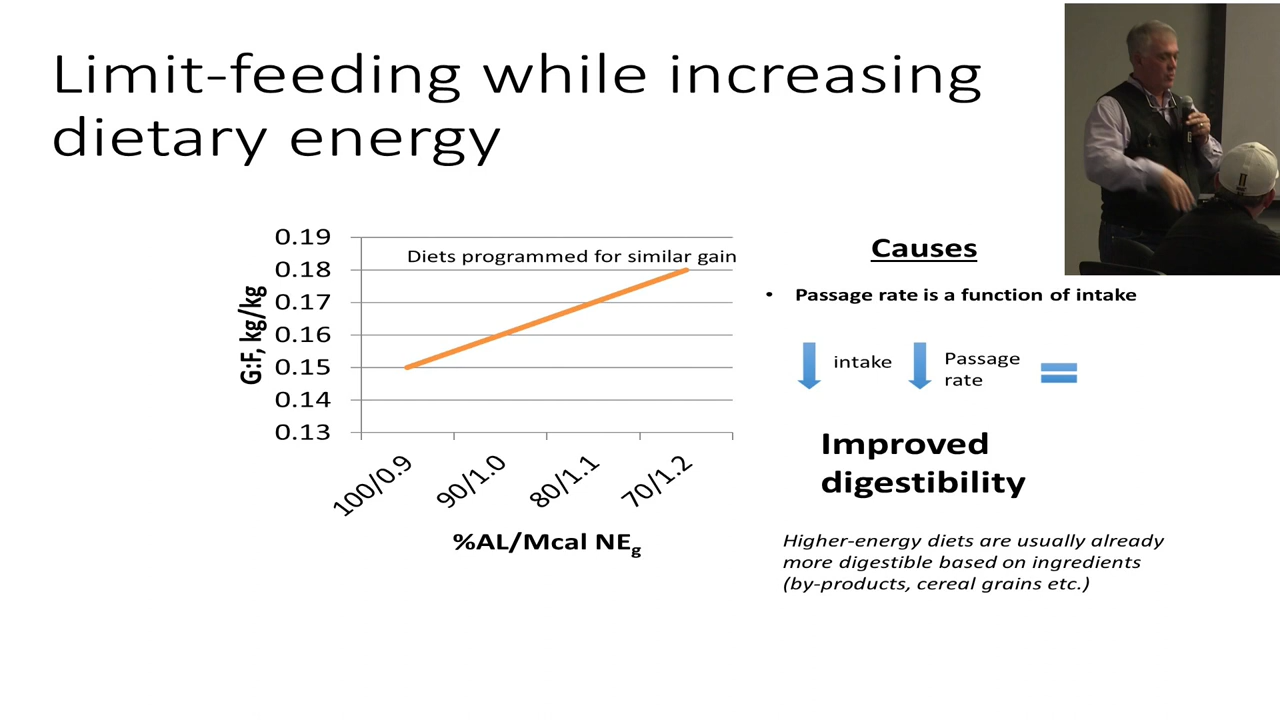 Limit-feeding while increasing
dietary energy
0.19
0.18
0.17
0.16
0.15
0.14
0.13
G:F, kg/kg
Diets programmed for similar gain
100/0.9
90/1.0
80/1.1
70/1.2
%AL/Mcal NEg
Causes
• Passage rate is a function of intake
intake
Passage
rate
Improved
digestibility
Higher-energy diets are usually already
more digestible based on ingredients
(by-products, cereal grains etc.)